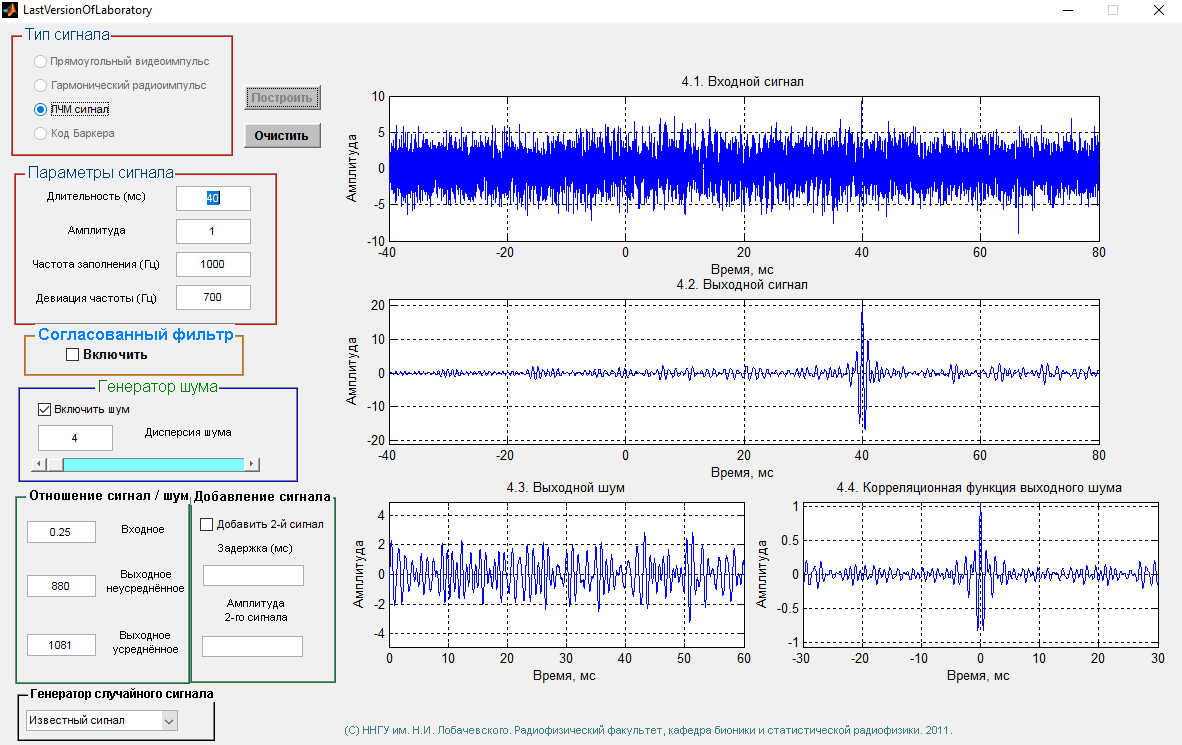 LastVersionOfLaboratory
Тип сигнала
Прямоугольный видеоимпульс
Гармонический радиоимпульс
ЛЧМ сигнал
Код Баркера
Построить
Очистить
Параметры сигнала
Длительность (мс)
40
Амплитуда
1
Частота заполнения (Гц)
1000
Девиация частоты (Гц)
700
Согласованный фильтр
Включить
Генератор шума
Включить шум
4
Дисперсия шума
Отношение сигнал / шум
0.25
Входное
880
Выходное
неусреднённое
1081
Выходное
усреднённое
Добавление сигнала
Добавить 2-й сигнал
Задержка (мс)
Амплитуда
2-го сигнала
Генератор случайного сигнала
Известный сигнал
4.1. Входной сигнал
Амплитуда
10
5
0
-5
-10
-40 -20 0 20 40 60 80
Время, мс
4.2. Выходной сигнал
Амплитуда
20
10
0
-10
-20
-40 -20 0 20 40 60 80
Время, мс
4.3. Выходной шум
Амплитуда
4
2
0
-2
-4
0 10 20 30 40 50 60
Время, мс
4.4. Корреляционная функция выходного шума
Амплитуда
1
0.5
0
-0.5
-1
-30 -20 -10 0 10 20 30
Время, мс
(С) ННГУ им. Н.И. Лобачевского. Радиофизический факультет, кафедра бионики и статистической радиофизики. 2011.